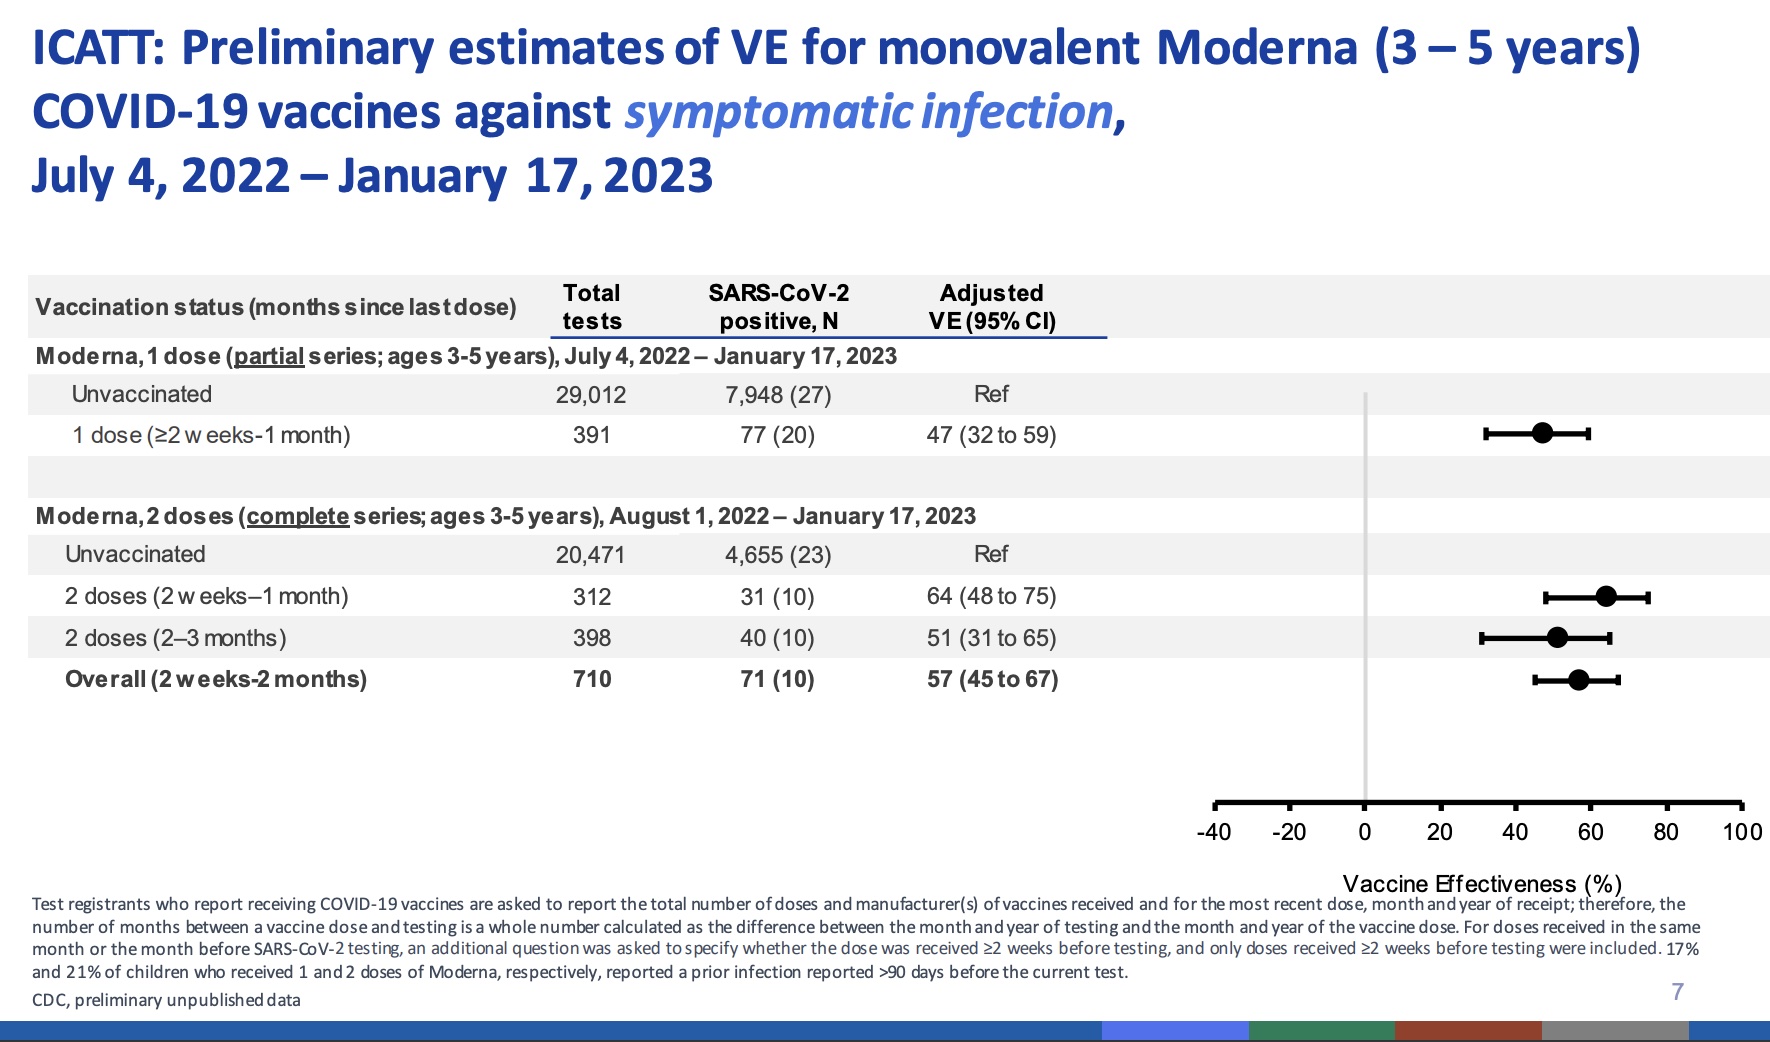 ICATT: Preliminary estimates of VE for monovalent Moderna (3 – 5 years)
COVID-19 vaccines against symptomatic infection,
July 4, 2022 – January 17, 2023
Vaccination status (months since last dose)
Total tests
SARS-CoV-2 positive, N
Adjusted VE (95% CI)
Moderna, 1 dose (partial series; ages 3-5 years), July 4, 2022 – January 17, 2023
Unvaccinated 29,012 7,948 (27) Ref
1 dose (≥2 weeks-1 month) 391 77 (20) 47 (32 to 59)
Moderna, 2 doses (complete series; ages 3-5 years), August 1, 2022 – January 17, 2023
Unvaccinated 20,471 4,655 (23) Ref
2 doses (2 weeks–1 month) 312 31 (10) 64 (48 to 75)
2 doses (2–3 months) 398 40 (10) 51 (31 to 65)
Overall (2 weeks-2 months) 710 71 (10) 57 (45 to 67)
-40 -20 0 20 40 60 80 100
Vaccine Effectiveness (%)
Test registrants who report receiving COVID-19 vaccines are asked to report the total number of doses and manufacturer(s) of vaccines received and for the most recent dose, month and year of receipt; therefore, the
number of months between a vaccine dose and testing is a whole number calculated as the difference between the month and year of testing and the month and year of the vaccine dose. For doses received in the same
month or the month before SARS-CoV-2 testing, an additional question was asked to specify whether the dose was received ≥2 weeks before testing, and only doses received ≥2 weeks before testing were included. 17%
and 21% of children who received 1 and 2 doses of Moderna, respectively, reported a prior infection reported >90 days before the current test.
CDC, preliminary unpublished data
7